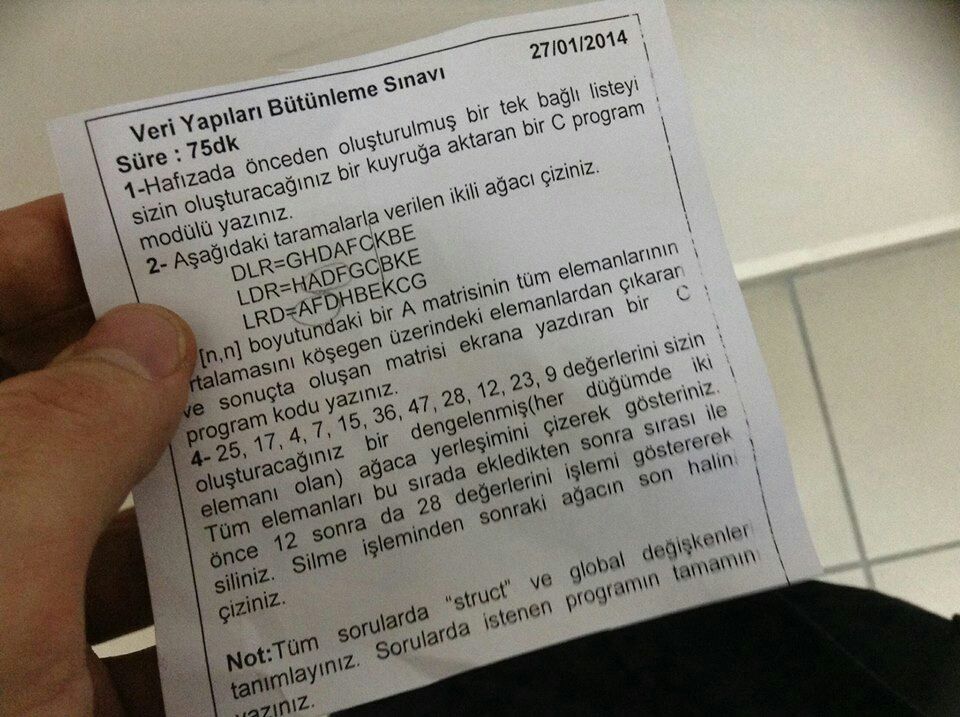 27/01/2014
Veri Yapıları Bütünleme Sınavı
Süre : 75dk
1-Hafızada önceden oluşturulmuş bir tek bağlı listeyi
sizin oluşturacağınız bir kuyruğa aktaran bir C program
modülü yazınız.
2- Aşağıdaki taramalarla verilen ikili ağacı çiziniz.
DLR=GHDAFCKBE
LDR=HADFGCBKE
LRD=AFDHBEKCG
[n,n] boyutundaki bir A matrisinin tüm elemanlarının
rtalamasını köşegen üzerindeki elemanlardan çıkaran
ve sonuçta oluşan matrisi ekrana yazdıran bir C
program kodu yazınız.
4- 25, 17, 4, 7, 15, 36, 47, 28, 12, 23, 9 değerlerini sizin
oluşturacağınız bir dengelenmiş(her düğümde iki
elemanı olan) ağaca yerleşimini çizerek gösteriniz.
Tüm elemanları bu sırada ekledikten sonra sırası ile
önce 12 sonra da 28 değerlerini işlemi göstererek
siliniz. Silme işleminden sonraki ağacın son halini
çiziniz.
Not:Tüm sorularda “struct” ve global değişkenleri
tanımlayınız. Sorularda istenen programın tamamın
yazınız.